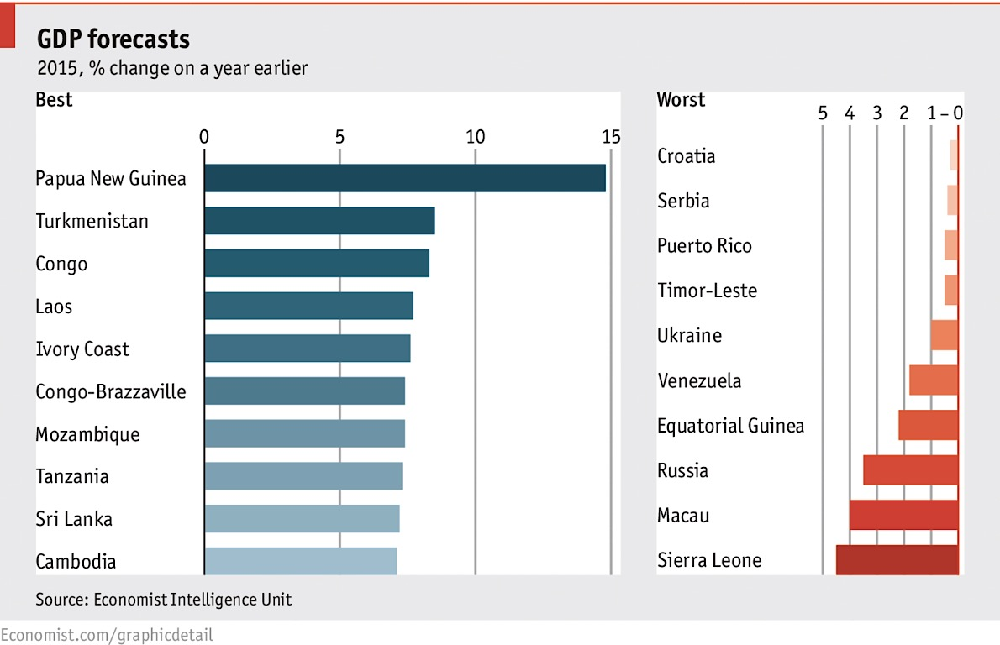 GDP forecasts
2015, % change on a year earlier
Best
0 5 10 15
Papua New Guinea
Turkmenistan
Congo
Laos
Ivory Coast
Congo-Brazzaville
Mozambique
Tanzania
Sri Lanka
Cambodia
Worst
5 4 3 2 1 – 0
Croatia
Serbia
Puerto Rico
Timor-Leste
Ukraine
Venezuela
Equatorial Guinea
Russia
Macau
Sierra Leone
Source: Economist Intelligence Unit
Economist.com/graphicdetail